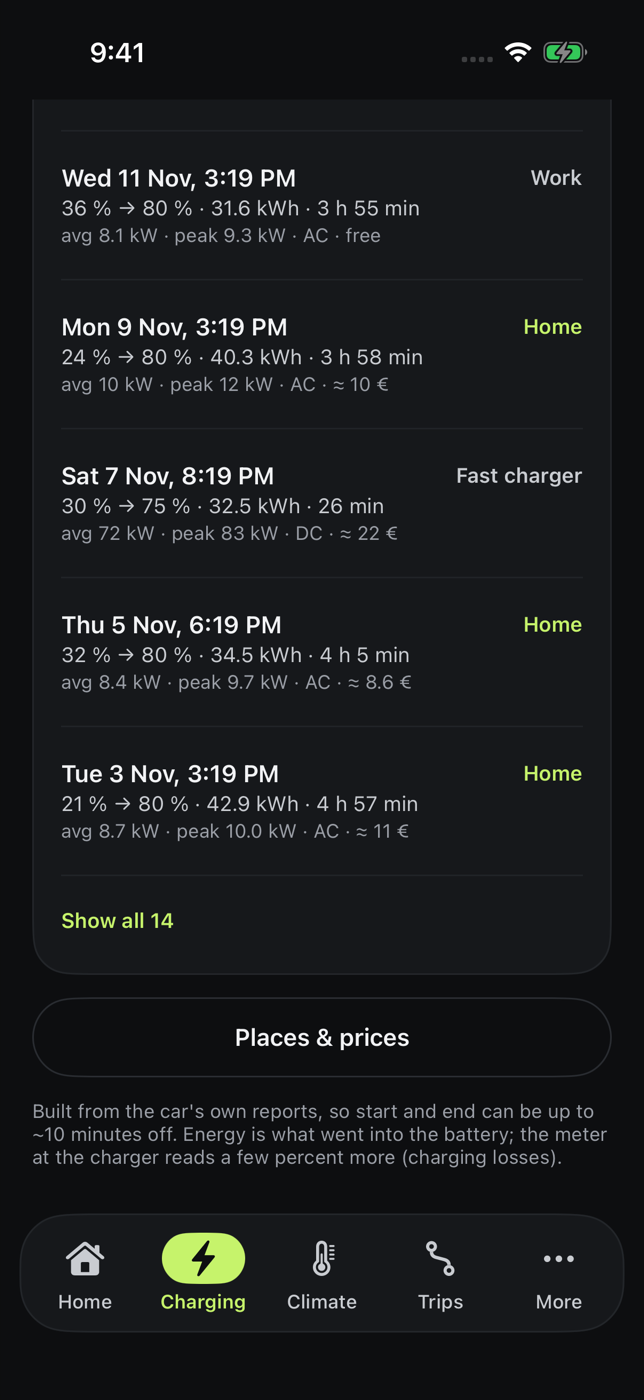 9:41
Wed 11 Nov, 3:19 PM
Work
36 % → 80 % · 31.6 kWh · 3 h 55 min
avg 8.1 kW · peak 9.3 kW · AC · free
Mon 9 Nov, 3:19 PM
Home
24 % → 80 % · 40.3 kWh · 3 h 58 min
avg 10 kW · peak 12 kW · AC · ≈ 10 €
Sat 7 Nov, 8:19 PM
Fast charger
30 % → 75 % · 32.5 kWh · 26 min
avg 72 kW · peak 83 kW · DC · ≈ 22 €
Thu 5 Nov, 6:19 PM
Home
32 % → 80 % · 34.5 kWh · 4 h 5 min
avg 8.4 kW · peak 9.7 kW · AC · ≈ 8.6 €
Tue 3 Nov, 3:19 PM
Home
21 % → 80 % · 42.9 kWh · 4 h 57 min
avg 8.7 kW · peak 10.0 kW · AC · ≈ 11 €
Show all 14
Places & prices
Built from the car's own reports, so start and end can be up to
~10 minutes off. Energy is what went into the battery; the meter
at the charger reads a few percent more (charging losses).
Home
Charging
Climate
Trips
More